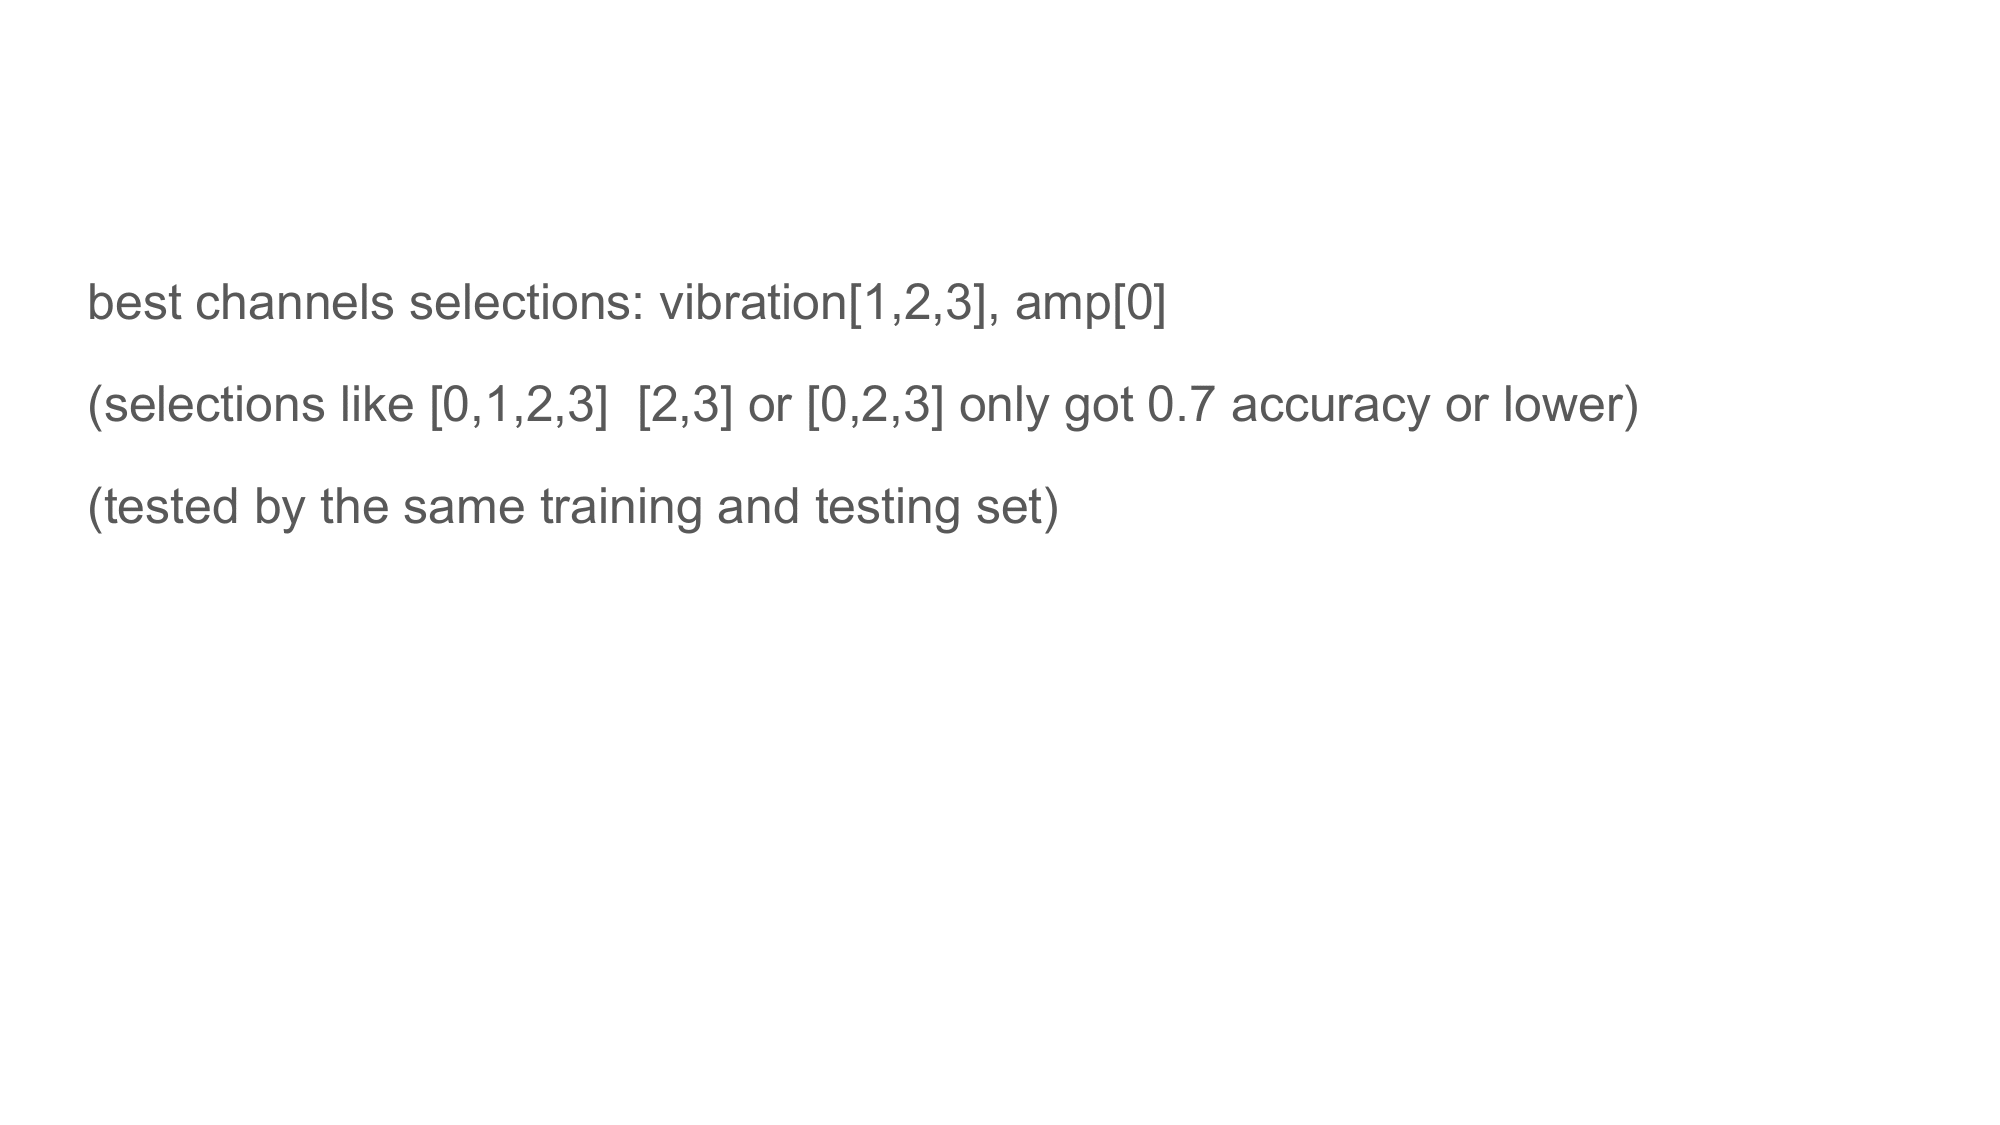 best channels selections: vibration[1,2,3], amp[0]
(selections like [0,1,2,3]  [2,3] or [0,2,3] only got 0.7 accuracy or lower)
(tested by the same training and testing set)